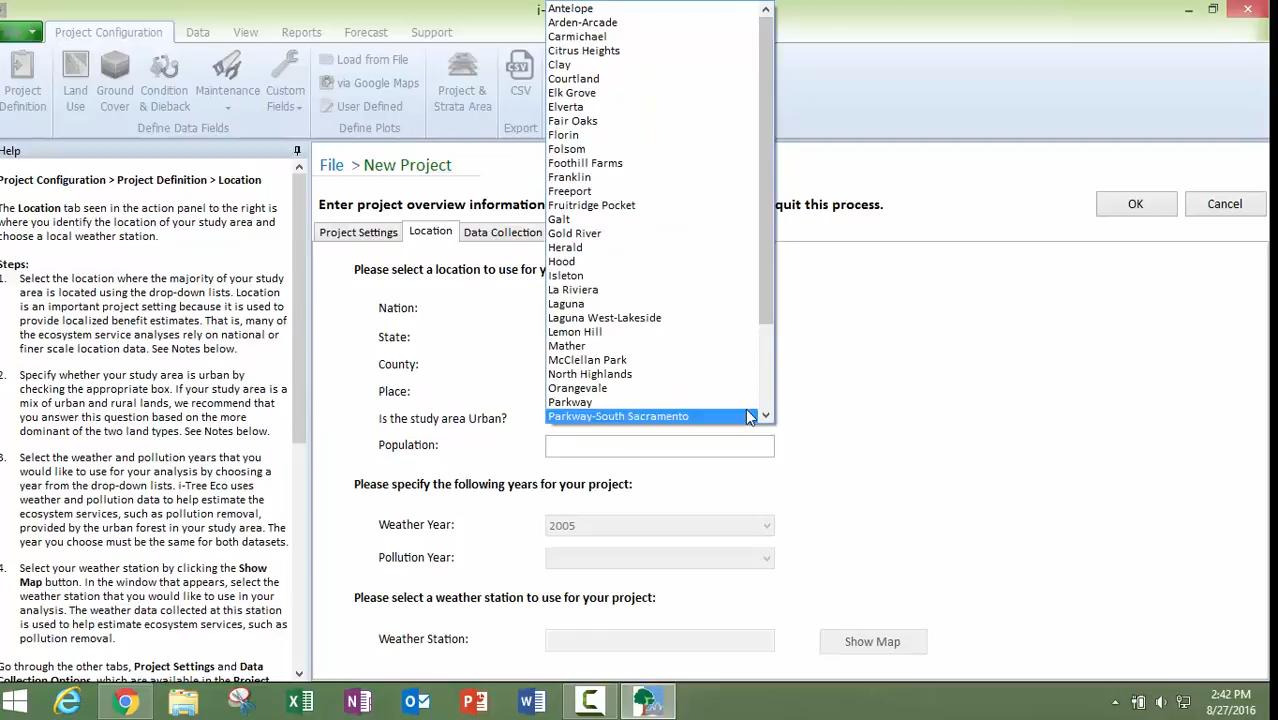 i-
Project Configuration
Data
View
Reports
Forecast
Support
Project
Definition
Land
Use
Ground
Cover
Condition
& Dieback
Maintenance
Custom
Fields
Define Data Fields
Load from File
via Google Maps
User Defined
Define Plots
Project &
Strata Area
CSV
Export
Help
Project Configuration > Project Definition > Location
The Location tab seen in the action panel to the right is
where you identify the location of your study area and
choose a local weather station.
Steps:
1. Select the location where the majority of your study
area is located using the drop-down lists. Location
is an important project setting because it is used to
provide localized benefit estimates. That is, many of
the ecosystem service analyses rely on national or
finer scale location data. See Notes below.
2. Specify whether your study area is urban by
checking the appropriate box. If your study area is a
mix of urban and rural lands, we recommend that
you answer this question based on the more
dominant of the two land types. See Notes below.
3. Select the weather and pollution years that you
would like to use for your analysis by choosing a
year from the drop-down lists. i-Tree Eco uses
weather and pollution data to help estimate the
ecosystem services, such as pollution removal,
provided by the urban forest in your study area. The
year you choose must be the same for both datasets.
4. Select your weather station by clicking the Show
Map button. In the window that appears, select the
weather station that you would like to use in your
analysis. The weather data collected at this station
is used to help estimate ecosystem services, such as
pollution removal.
Go through the other tabs, Project Settings and Data
Collection Options, which are available in the Project
File > New Project
Enter project overview information
quit this process.
OK
Cancel
Project Settings
Location
Data Collection
Please select a location to use for y
Nation:
State:
County:
Place:
Is the study area Urban?
Population:
Antelope
Arden-Arcade
Carmichael
Citrus Heights
Clay
Courtland
Elk Grove
Elverta
Fair Oaks
Florin
Folsom
Foothill Farms
Franklin
Freeport
Fruitridge Pocket
Galt
Gold River
Herald
Hood
Isleton
La Riviera
Laguna
Laguna West-Lakeside
Lemon Hill
Mather
McClellan Park
North Highlands
Orangevale
Parkway
Parkway-South Sacramento
Please specify the following years for your project:
Weather Year:
2005
Pollution Year:
Please select a weather station to use for your project:
Weather Station:
Show Map
2:42 PM
8/27/2016